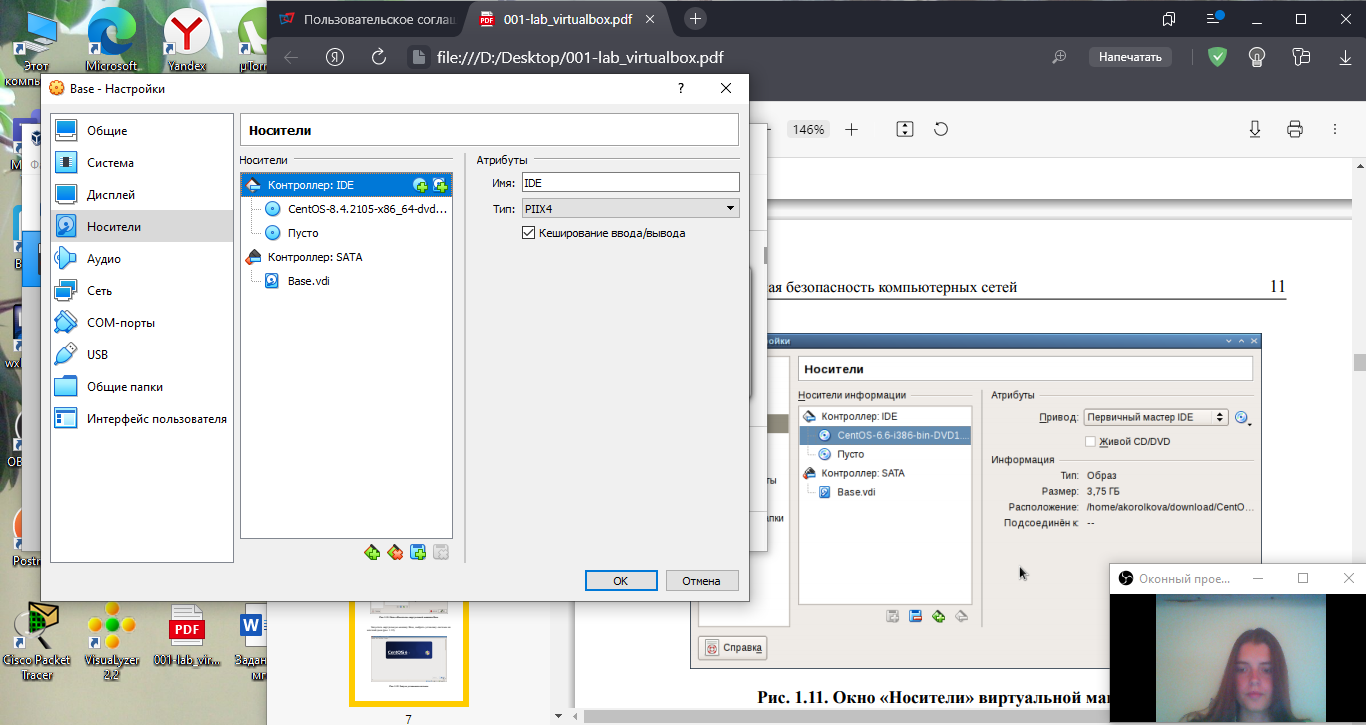 Пользовательское соглаш
001-lab_virtualbox.pdf
file:///D:/Desktop/001-lab_virtualbox.pdf
Напечатать
146%
Этот
Microsoft
Yandex
µTorr
Base - Настройки
?
Общие
Система
Дисплей
Носители
Аудио
Сеть
COM-порты
USB
Общие папки
Интерфейс пользователя
Носители
Носители
Контроллер: IDE
CentOS-8.4.2105-x86_64-dvd...
Пусто
Контроллер: SATA
Base.vdi
Атрибуты
Имя: IDE
Тип: PIIX4
Кеширование ввода/вывода
OK
Отмена
ая безопасность компьютерных сетей 11
ойки
Носители
Носители информации
Контроллер: IDE
CentOS-6.6-i386-bin-DVD1....
Пусто
Контроллер: SATA
Base.vdi
Атрибуты
Привод: Первичный мастер IDE
Живой CD/DVD
Информация
Тип: Образ
Размер: 3,75 ГБ
Расположение: /home/akorolkova/download/CentO...
Подсоединён к: --
Справка
Рис. 1.11. Окно «Носители» виртуальной ма
Оконный прое...
Cisco Packet
Tracer
VisuaLyzer
2.2
PDF
001-lab_vir...
W
Задан
мг
CentOS 6
7